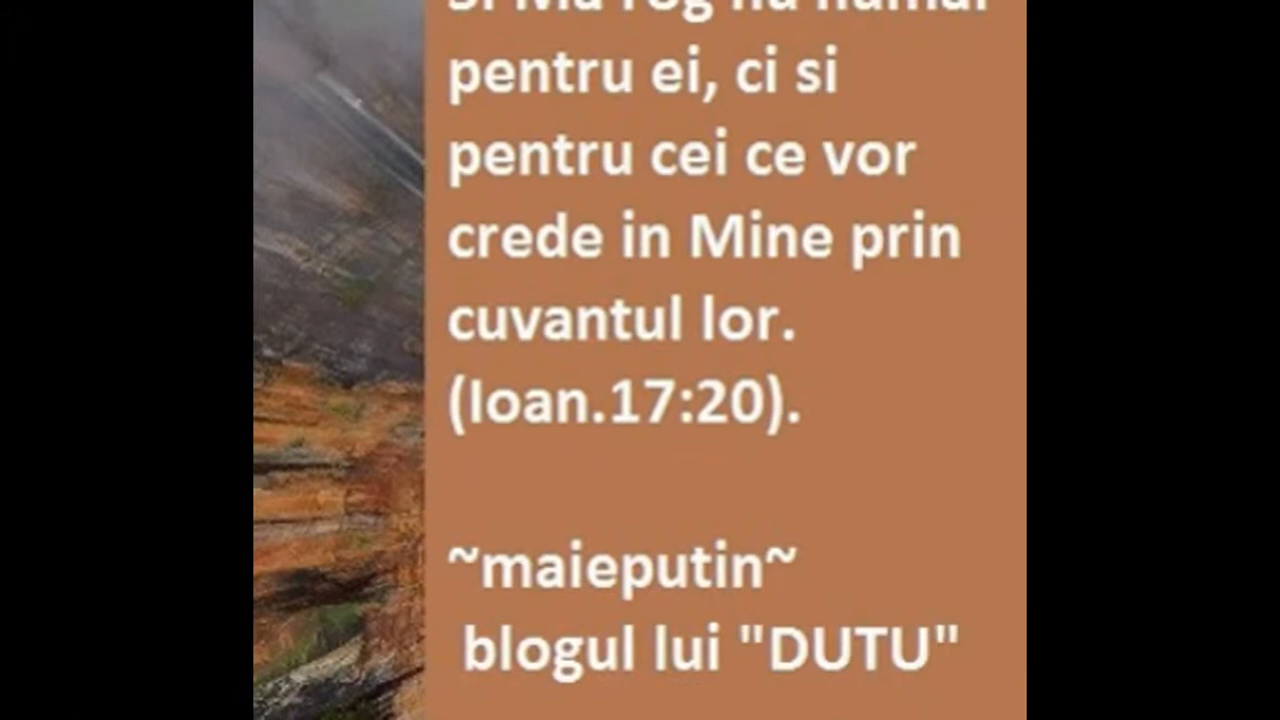 pentru ei, ci si
pentru cei ce vor
crede in Mine prin
cuvantul lor.
(Ioan.17:20).
~maieputin~
blogul lui "DUTU"